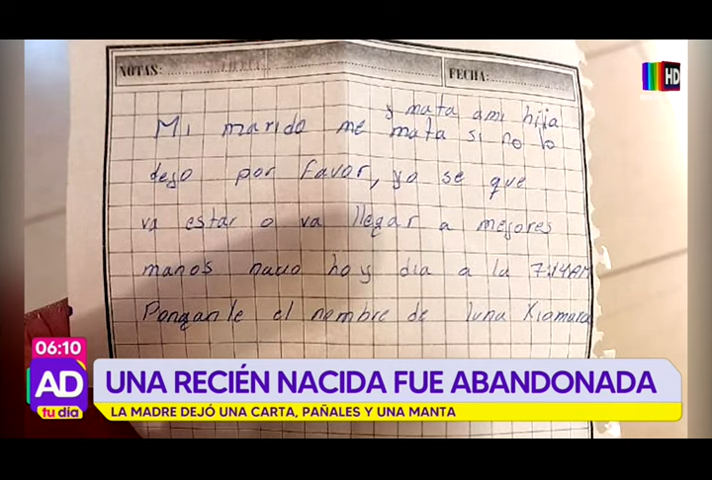 NOTAS:
FECHA:
HD
y mata ami hija
Mi marido me mata si no lo
dejo por favor, yo se que
va estar o va llegar a mejores
manos nacio hoy dia a la 7:14AM
Ponganle el nombre de luna Xiomara
06:10
AD
tu día
UNA RECIÉN NACIDA FUE ABANDONADA
LA MADRE DEJÓ UNA CARTA, PAÑALES Y UNA MANTA